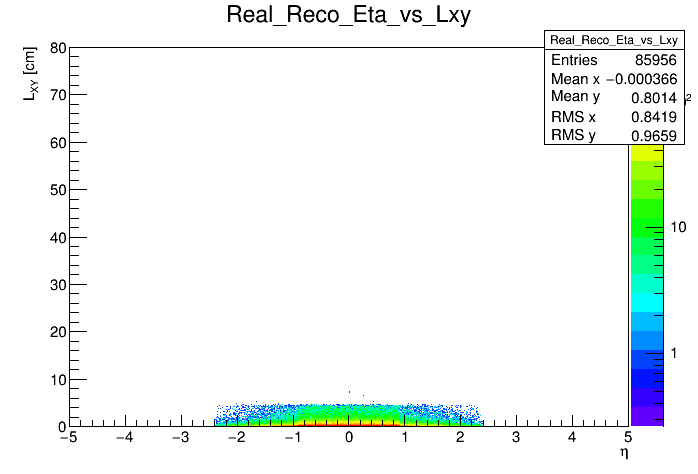 Real_Reco_Eta_vs_Lxy
Real_Reco_Eta_vs_Lxy
Entries 85956
Mean x −0.000366
Mean y 0.8014
RMS x 0.8419
RMS y 0.9659
L_XY [cm]
80
70
60
50
40
30
20
10
0
−5 −4 −3 −2 −1 0 1 2 3 4 5
η
2
10
1